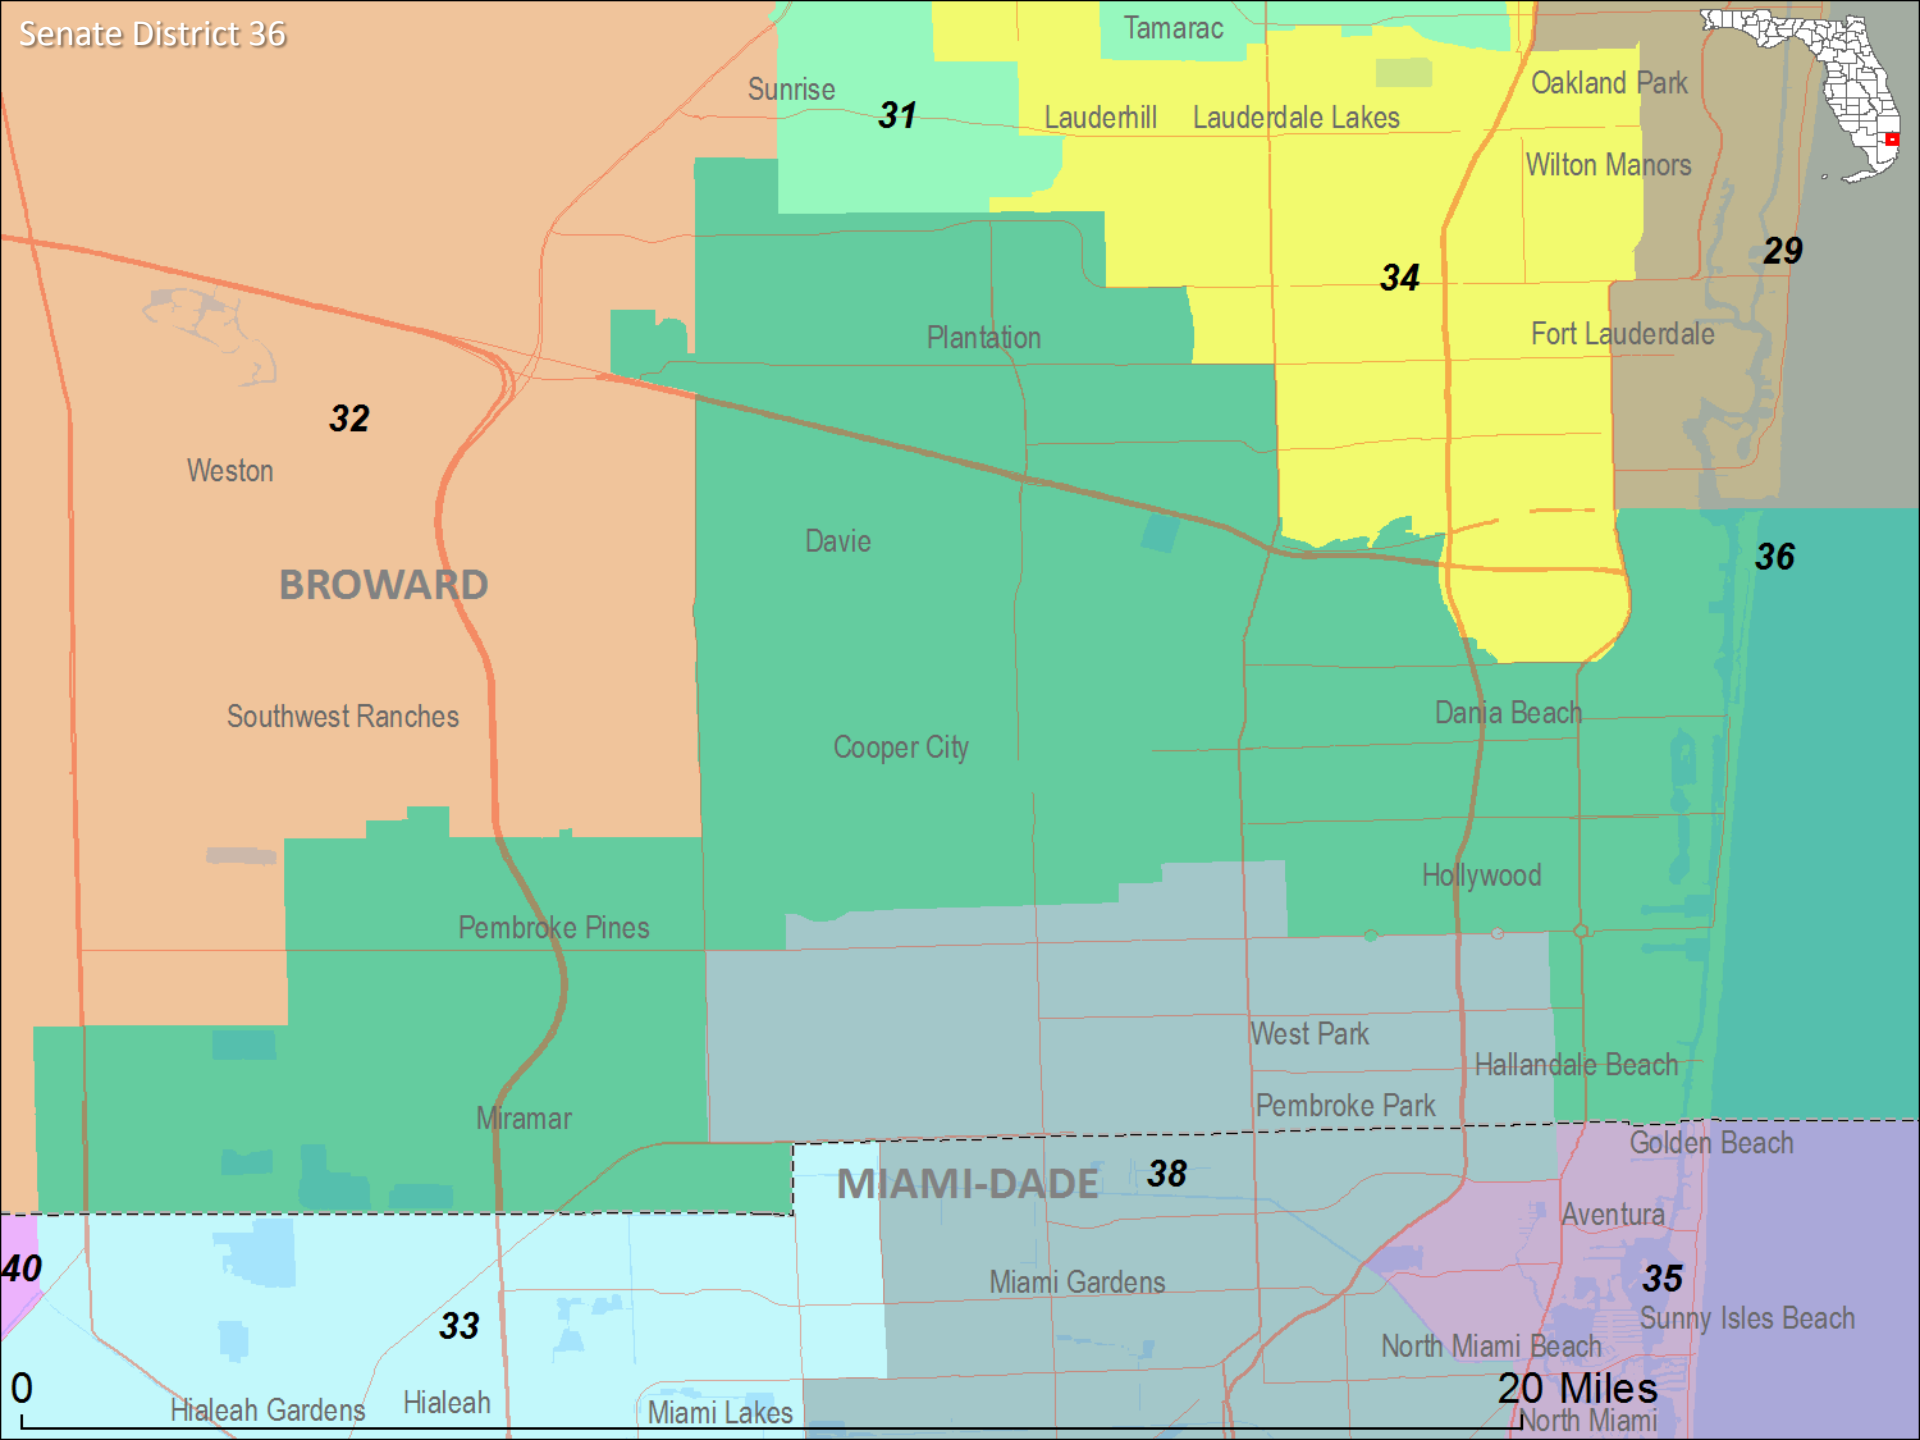 Senate District 36
Tamarac
Sunrise
31
Oakland Park
Lauderhill
Lauderdale Lakes
Wilton Manors
29
34
Plantation
Fort Lauderdale
32
Weston
Davie
36
BROWARD
Southwest Ranches
Dania Beach
Cooper City
Hollywood
Pembroke Pines
West Park
Hallandale Beach
Pembroke Park
Miramar
Golden Beach
MIAMI-DADE
38
Aventura
40
Miami Gardens
35
33
Sunny Isles Beach
North Miami Beach
0
20 Miles
Hialeah Gardens
Hialeah
Miami Lakes
North Miami